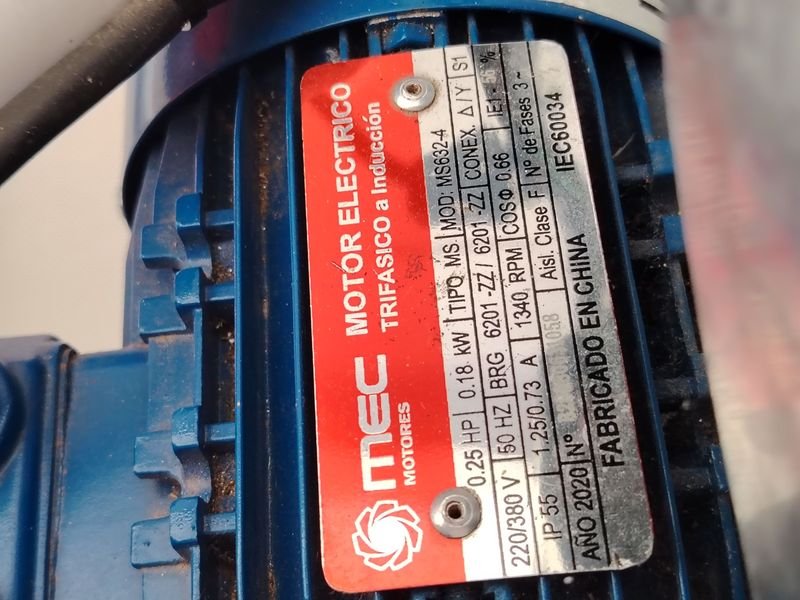 MEC
MOTORES
MOTOR ELECTRICO
TRIFASICO a Inducción
0.25 HP 0.18 kW TIPO MS MOD: MS632-4
220/380 V 50 HZ BRG 6201-ZZ / 6201-ZZ CONEX. Δ/Y S1
IP 55 1.25/0.73 A 1340 RPM COSΦ 0.66 IE1- %
AÑO 2020 Nº Aisl. Clase F Nº de Fases 3~
FABRICADO EN CHINA IEC60034